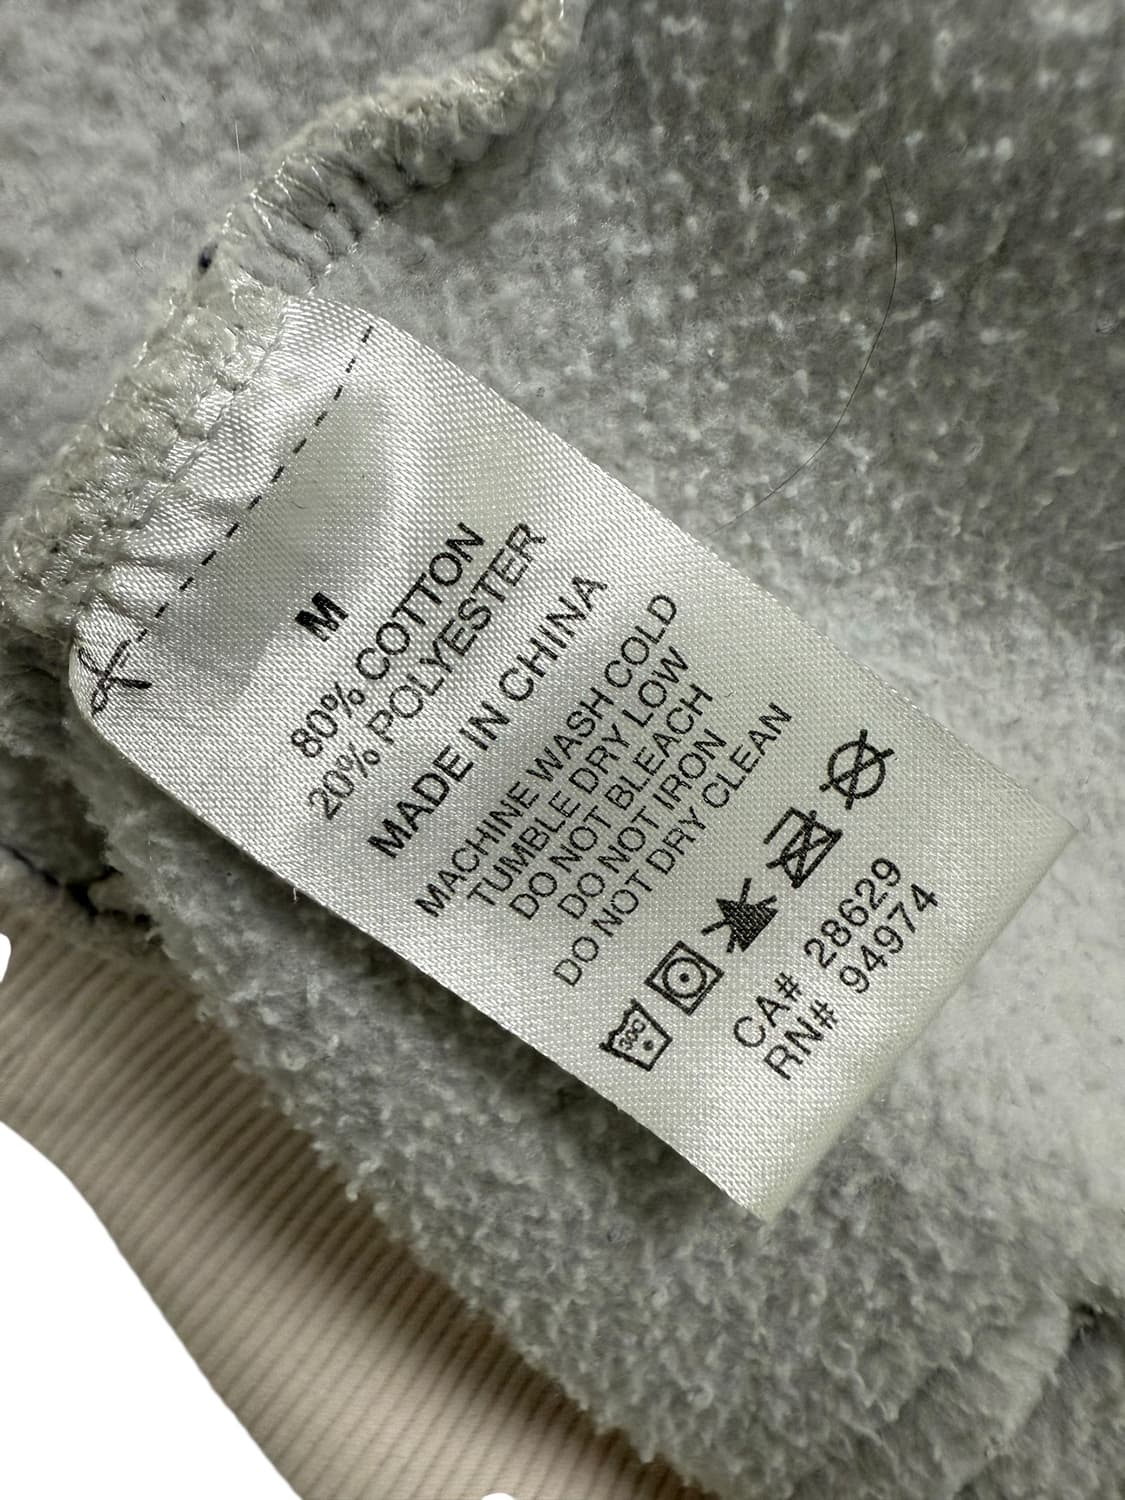 M
80% COTTON
20% POLYESTER
MADE IN CHINA
MACHINE WASH COLD
TUMBLE DRY LOW
DO NOT BLEACH
DO NOT IRON
DO NOT DRY CLEAN
30C
CA# 28629
RN# 94974